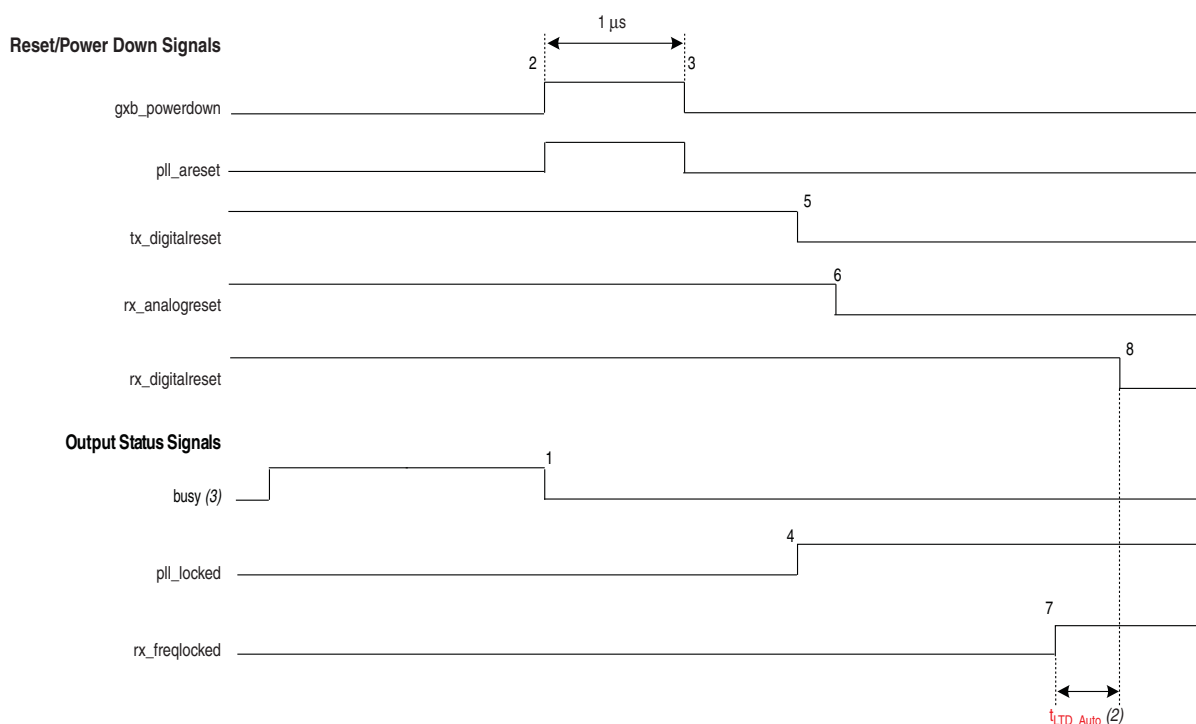 1 μs
Reset/Power Down Signals
2 3
gxb_powerdown
pll_areset
5
tx_digitalreset
6
rx_analogreset
8
rx_digitalreset
Output Status Signals
1
busy (3)
4
pll_locked
7
rx_freqlocked
tLTD_Auto (2)